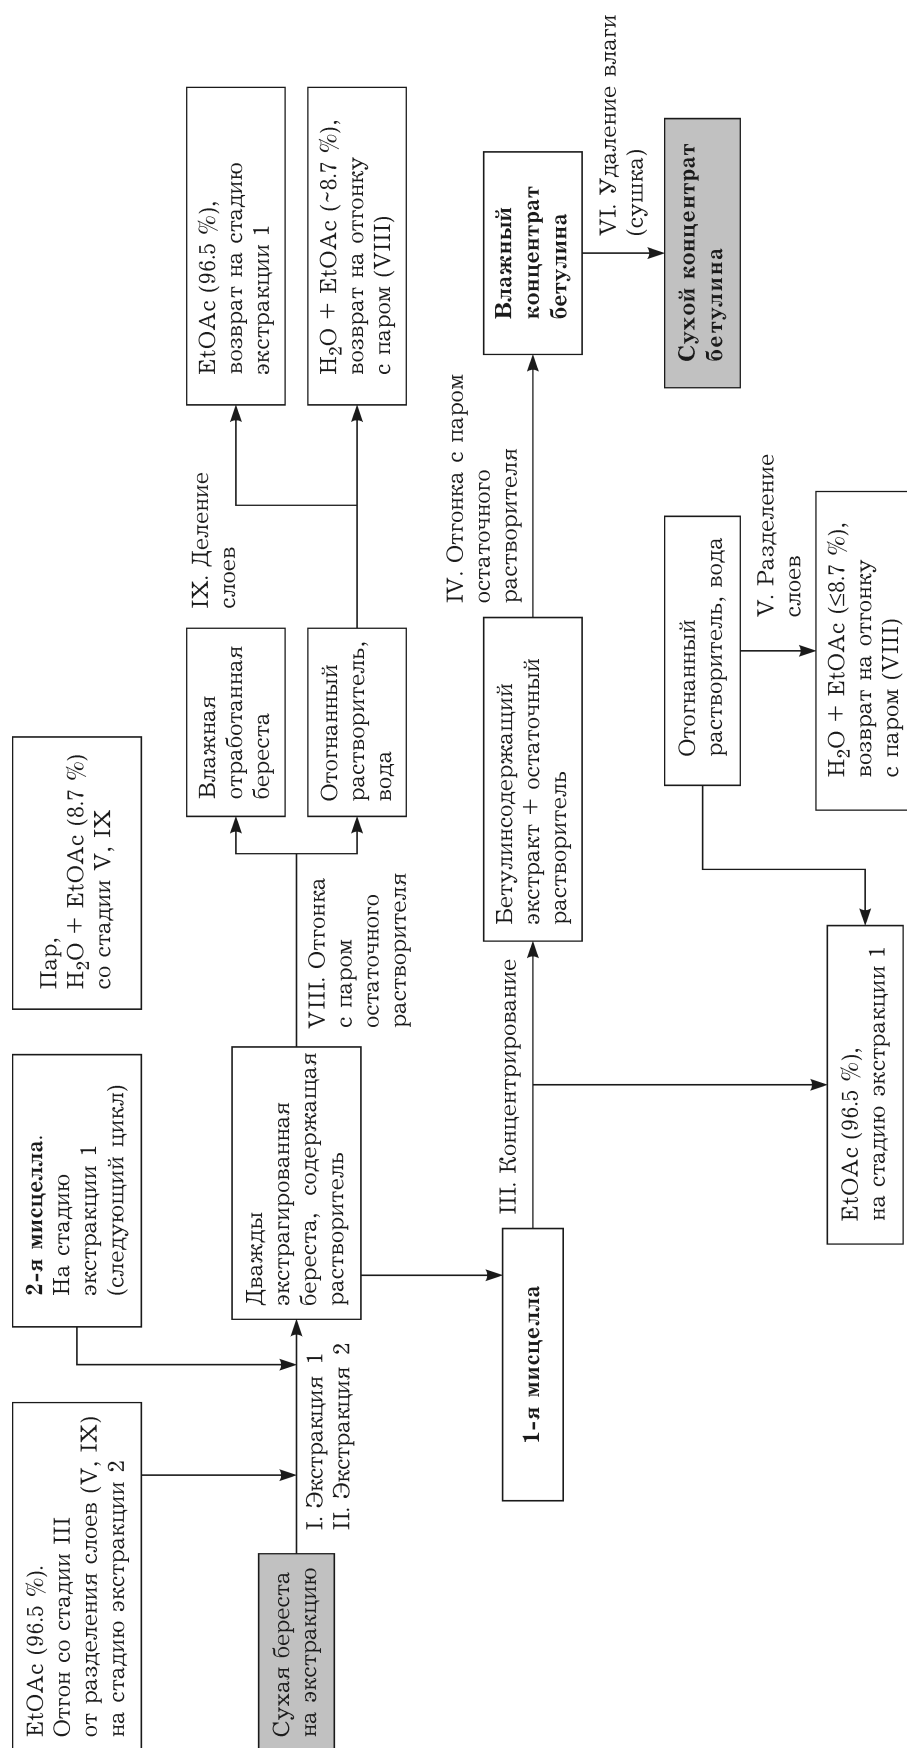 EtOAc (96.5 %).
Отгон со стадии III
от разделения слоев (V, IX)
на стадию экстракции 2
2-я мисцелла.
На стадию
экстракции 1
(следующий цикл)
Пар,
H₂O + EtOAc (8.7 %)
со стадии V, IX
Сухая береста
на экстракцию
I. Экстракция 1
II. Экстракция 2
Дважды
экстрагированная
береста, содержащая
растворитель
VIII. Отгонка
с паром
остаточного
растворителя
Влажная
отработанная
береста
Отогнанный
растворитель,
вода
IX. Деление
слоев
EtOAc (96.5 %),
возврат на стадию
экстракции 1
H₂O + EtOAc (~8.7 %),
возврат на отгонку
с паром (VIII)
1-я мисцелла
III. Концентрирование
Бетулинсодержащий
экстракт + остаточный
растворитель
IV. Отгонка с паром
остаточного
растворителя
Влажный
концентрат
бетулина
VI. Удаление влаги
(сушка)
Сухой концентрат
бетулина
EtOAc (96.5 %),
на стадию экстракции 1
Отогнанный
растворитель, вода
V. Разделение
слоев
H₂O + EtOAc (≤8.7 %),
возврат на отгонку
с паром (VIII)